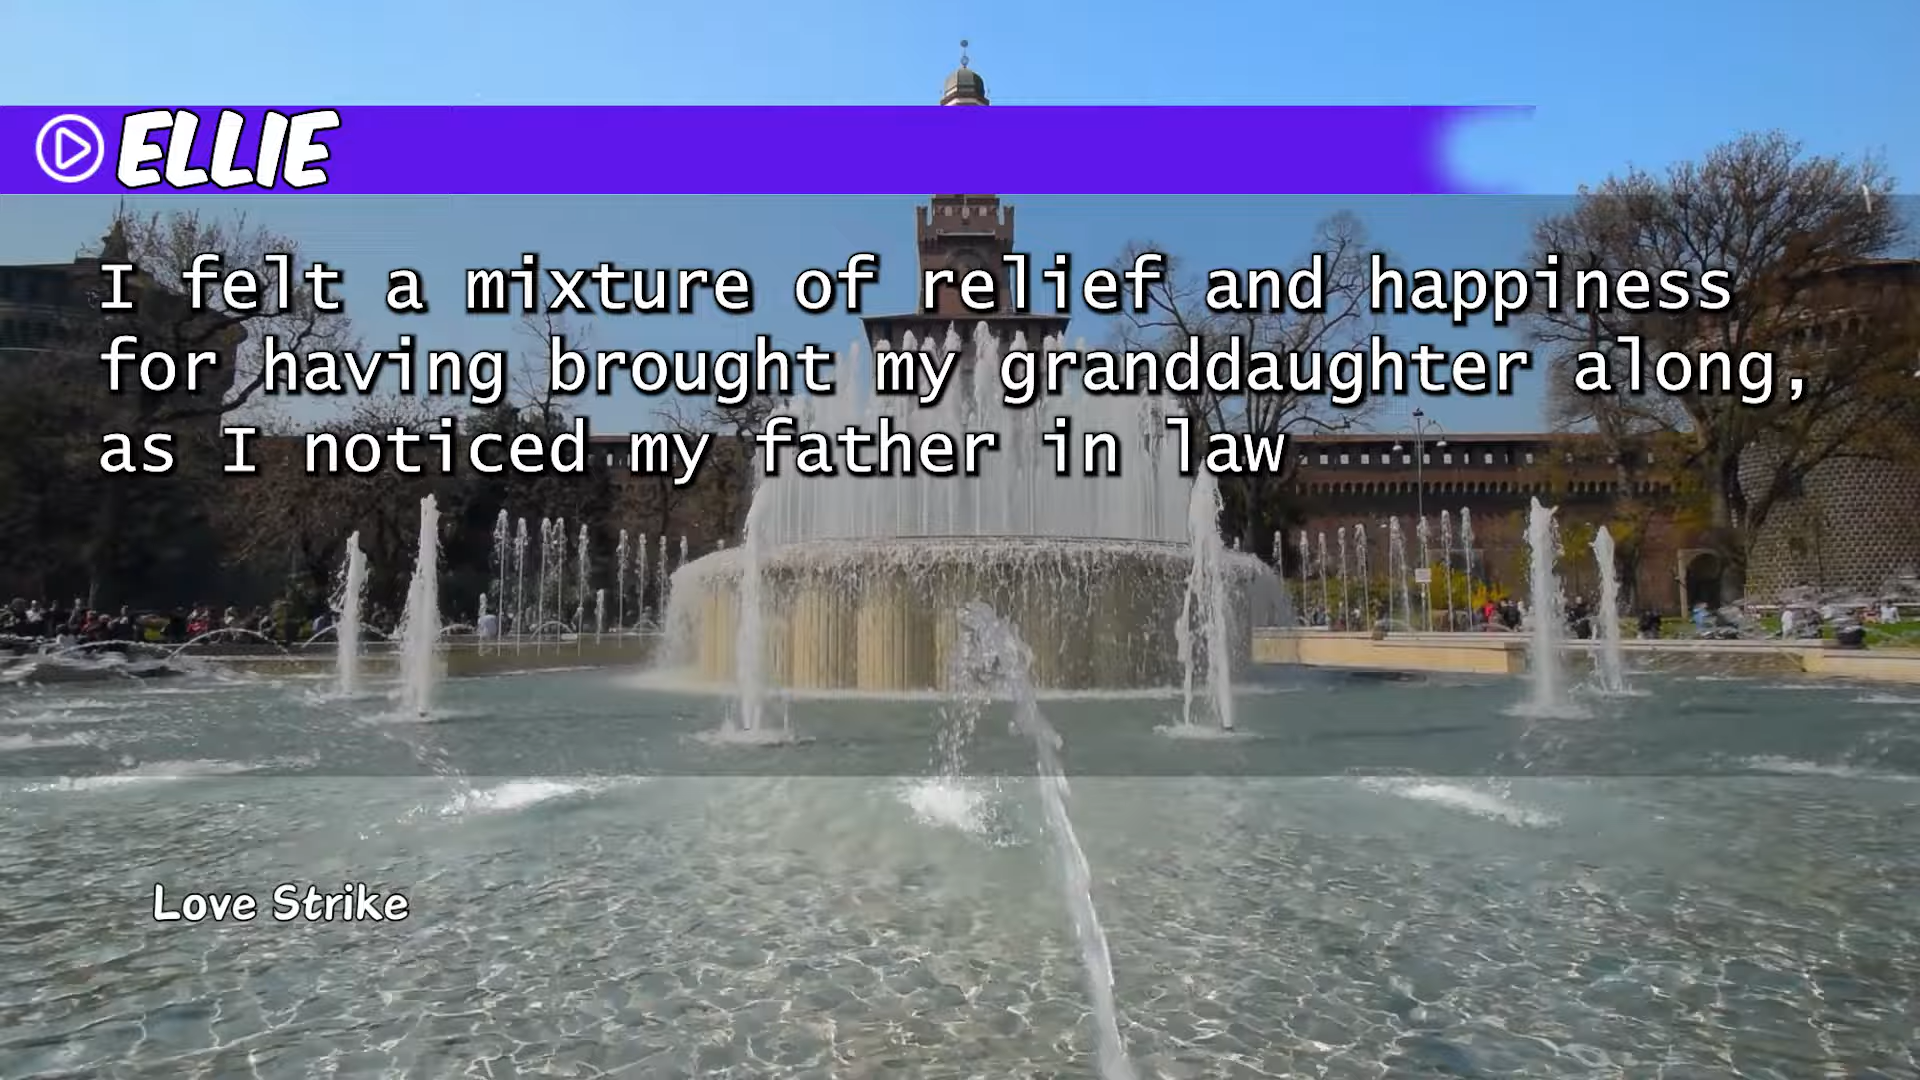 ELLIE
I felt a mixture of relief and happiness
for having brought my granddaughter along,
as I noticed my father in law
Love Strike